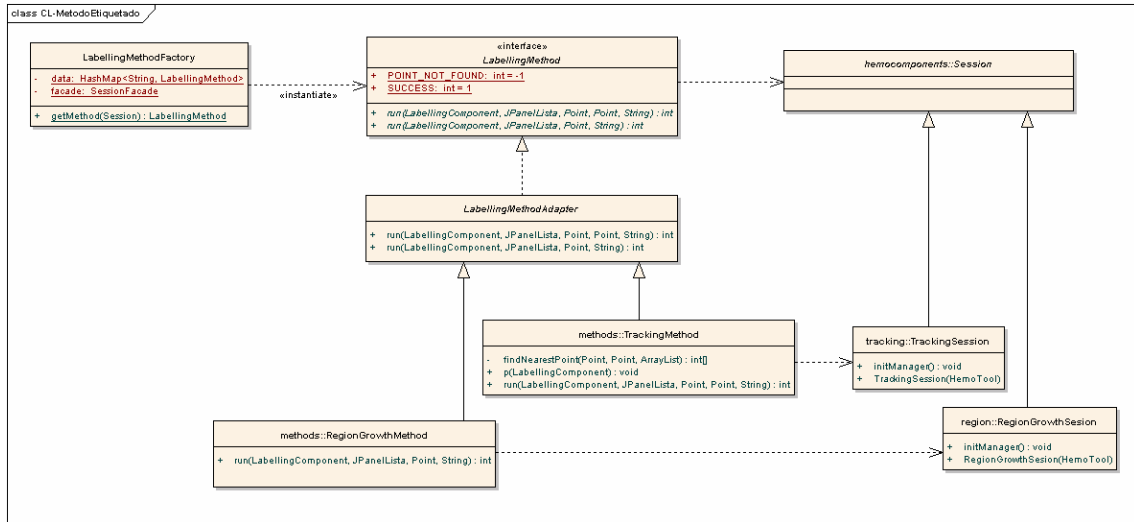 class CL-MetodoEtiquetado
LabellingMethodFactory
- data: HashMap<String, LabellingMethod>
- facade: SessionFacade
+ getMethod(Session) : LabellingMethod
«instantiate»
«interface»
LabellingMethod
+ POINT_NOT_FOUND: int = -1
+ SUCCESS: int = 1
+ run(LabellingComponent, JPanelLista, Point, Point, String) : int
+ run(LabellingComponent, JPanelLista, Point, String) : int
hemocomponents::Session
LabellingMethodAdapter
+ run(LabellingComponent, JPanelLista, Point, Point, String) : int
+ run(LabellingComponent, JPanelLista, Point, String) : int
methods::TrackingMethod
- findNearestPoint(Point, Point, ArrayList) : int[]
+ p(LabellingComponent) : void
+ run(LabellingComponent, JPanelLista, Point, Point, String) : int
tracking::TrackingSession
+ initManager() : void
+ TrackingSession(HemoTool)
methods::RegionGrowthMethod
+ run(LabellingComponent, JPanelLista, Point, String) : int
region::RegionGrowthSesion
+ initManager() : void
+ RegionGrowthSesion(HemoTool)